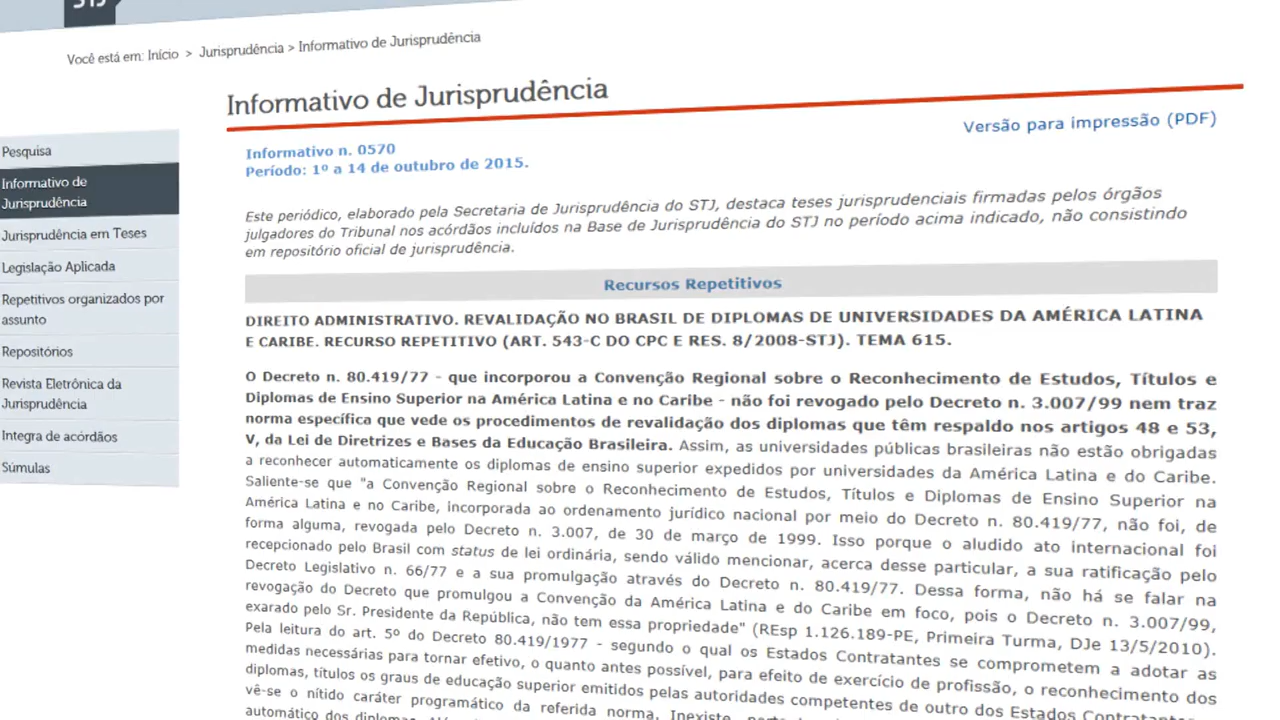 STJ
Você está em: Início > Jurisprudência > Informativo de Jurisprudência
Informativo de Jurisprudência
Versão para impressão (PDF)
Pesquisa
Informativo de
Jurisprudência
Jurisprudência em Teses
Legislação Aplicada
Repetitivos organizados por
assunto
Repositórios
Revista Eletrônica da
Jurisprudência
Integra de acórdãos
Súmulas
Informativo n. 0570
Período: 1º a 14 de outubro de 2015.
Este periódico, elaborado pela Secretaria de Jurisprudência do STJ, destaca teses jurisprudenciais firmadas pelos órgãos
julgadores do Tribunal nos acórdãos incluídos na Base de Jurisprudência do STJ no período acima indicado, não consistindo
em repositório oficial de jurisprudência.
Recursos Repetitivos
DIREITO ADMINISTRATIVO. REVALIDAÇÃO NO BRASIL DE DIPLOMAS DE UNIVERSIDADES DA AMÉRICA LATINA
E CARIBE. RECURSO REPETITIVO (ART. 543-C DO CPC E RES. 8/2008-STJ). TEMA 615.
O Decreto n. 80.419/77 - que incorporou a Convenção Regional sobre o Reconhecimento de Estudos, Títulos e
Diplomas de Ensino Superior na América Latina e no Caribe - não foi revogado pelo Decreto n. 3.007/99 nem traz
norma específica que vede os procedimentos de revalidação dos diplomas que têm respaldo nos artigos 48 e 53,
V, da Lei de Diretrizes e Bases da Educação Brasileira. Assim, as universidades públicas brasileiras não estão obrigadas
a reconhecer automaticamente os diplomas de ensino superior expedidos por universidades da América Latina e do Caribe.
Saliente-se que "a Convenção Regional sobre o Reconhecimento de Estudos, Títulos e Diplomas de Ensino Superior na
América Latina e no Caribe, incorporada ao ordenamento jurídico nacional por meio do Decreto n. 80.419/77, não foi, de
forma alguma, revogada pelo Decreto n. 3.007, de 30 de março de 1999. Isso porque o aludido ato internacional foi
recepcionado pelo Brasil com status de lei ordinária, sendo válido mencionar, acerca desse particular, a sua ratificação pelo
Decreto Legislativo n. 66/77 e a sua promulgação através do Decreto n. 80.419/77. Dessa forma, não há se falar na
revogação do Decreto que promulgou a Convenção da América Latina e do Caribe em foco, pois o Decreto n. 3.007/99,
exarado pelo Sr. Presidente da República, não tem essa propriedade" (REsp 1.126.189-PE, Primeira Turma, DJe 13/5/2010).
Pela leitura do art. 5º do Decreto 80.419/1977 - segundo o qual os Estados Contratantes se comprometem a adotar as
medidas necessárias para tornar efetivo, o quanto antes possível, para efeito de exercício de profissão, o reconhecimento dos
diplomas, títulos os graus de educação superior emitidos pelas autoridades competentes de outro dos Estados Contratantes -
vê-se o nítido caráter programático da referida norma. Inexiste,
automático dos diplomas.